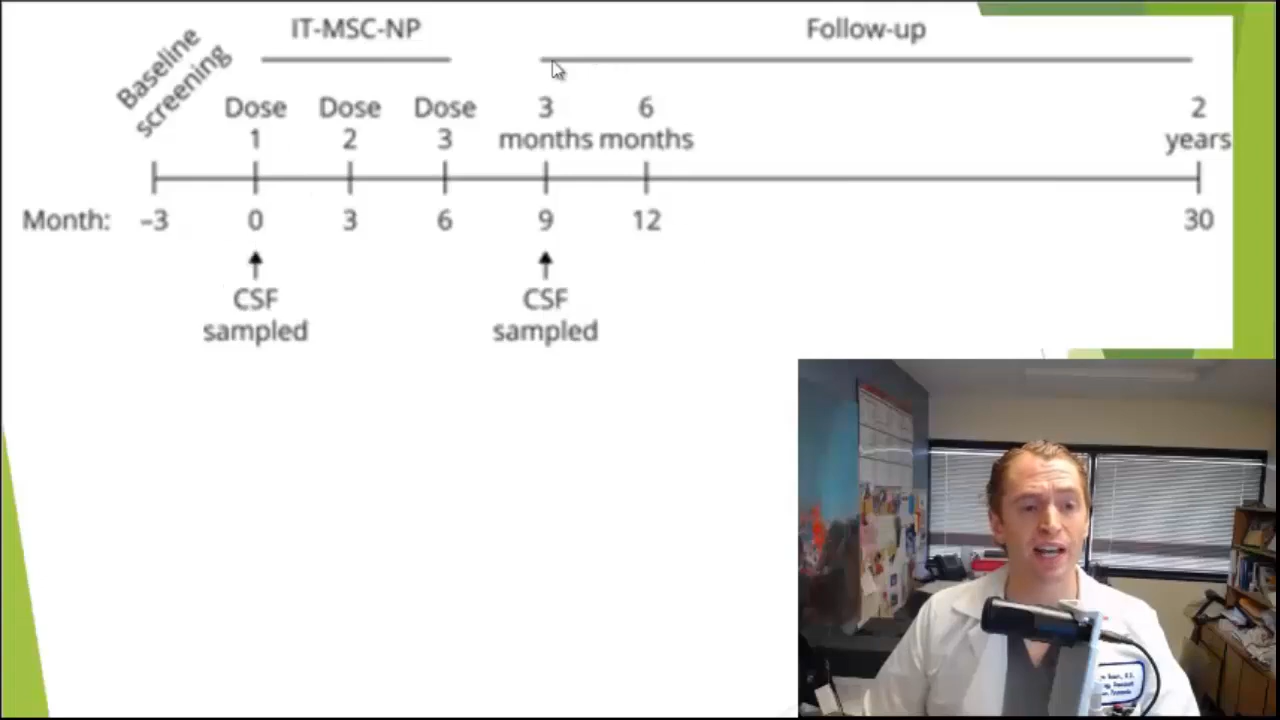 IT-MSC-NP
Follow-up
Baseline
screening
Dose
1
Dose
2
Dose
3
3
months
6
months
2
years
Month: –3 0 3 6 9 12 30
CSF
sampled
CSF
sampled